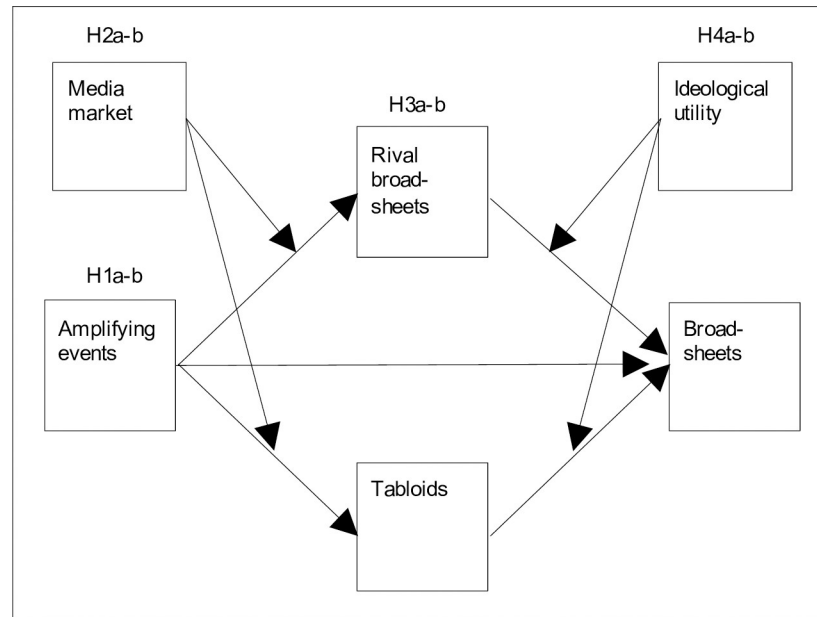 H2a-b
Media
market
H4a-b
Ideological
utility
H3a-b
Rival
broad-
sheets
H1a-b
Amplifying
events
Broad-
sheets
Tabloids